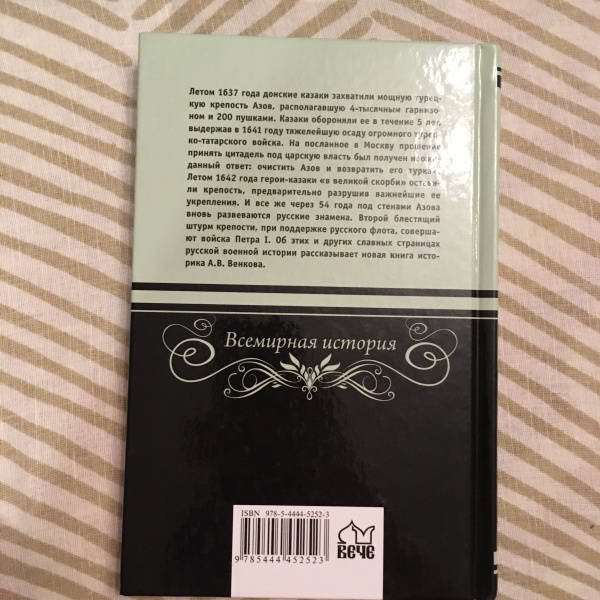 Летом 1637 года донские казаки захватили мощную турец-
кую крепость Азов, располагавшую 4-тысячным гарнизо-
ном и 200 пушками. Казаки обороняли ее в течение 5 лет,
выдержав в 1641 году тяжелейшую осаду огромного турец-
ко-татарского войска. На посланное в Москву прошение
принять цитадель под царскую власть был получен неожи-
данный ответ: очистить Азов и возвратить его туркам.
Летом 1642 года герои-казаки «в великой скорби» остави-
ли крепость, предварительно разрушив важнейшие ее
укрепления. И все же через 54 года под стенами Азова
вновь развеваются русские знамена. Второй блестящий
штурм крепости, при поддержке русского флота, соверша-
ют войска Петра I. Об этих и других славных страницах
русской военной истории рассказывает новая книга исто-
рика А.В. Венкова.
Всемирная история
ISBN 978-5-4444-5252-3
9 785444 452523
ВЕЧЕ